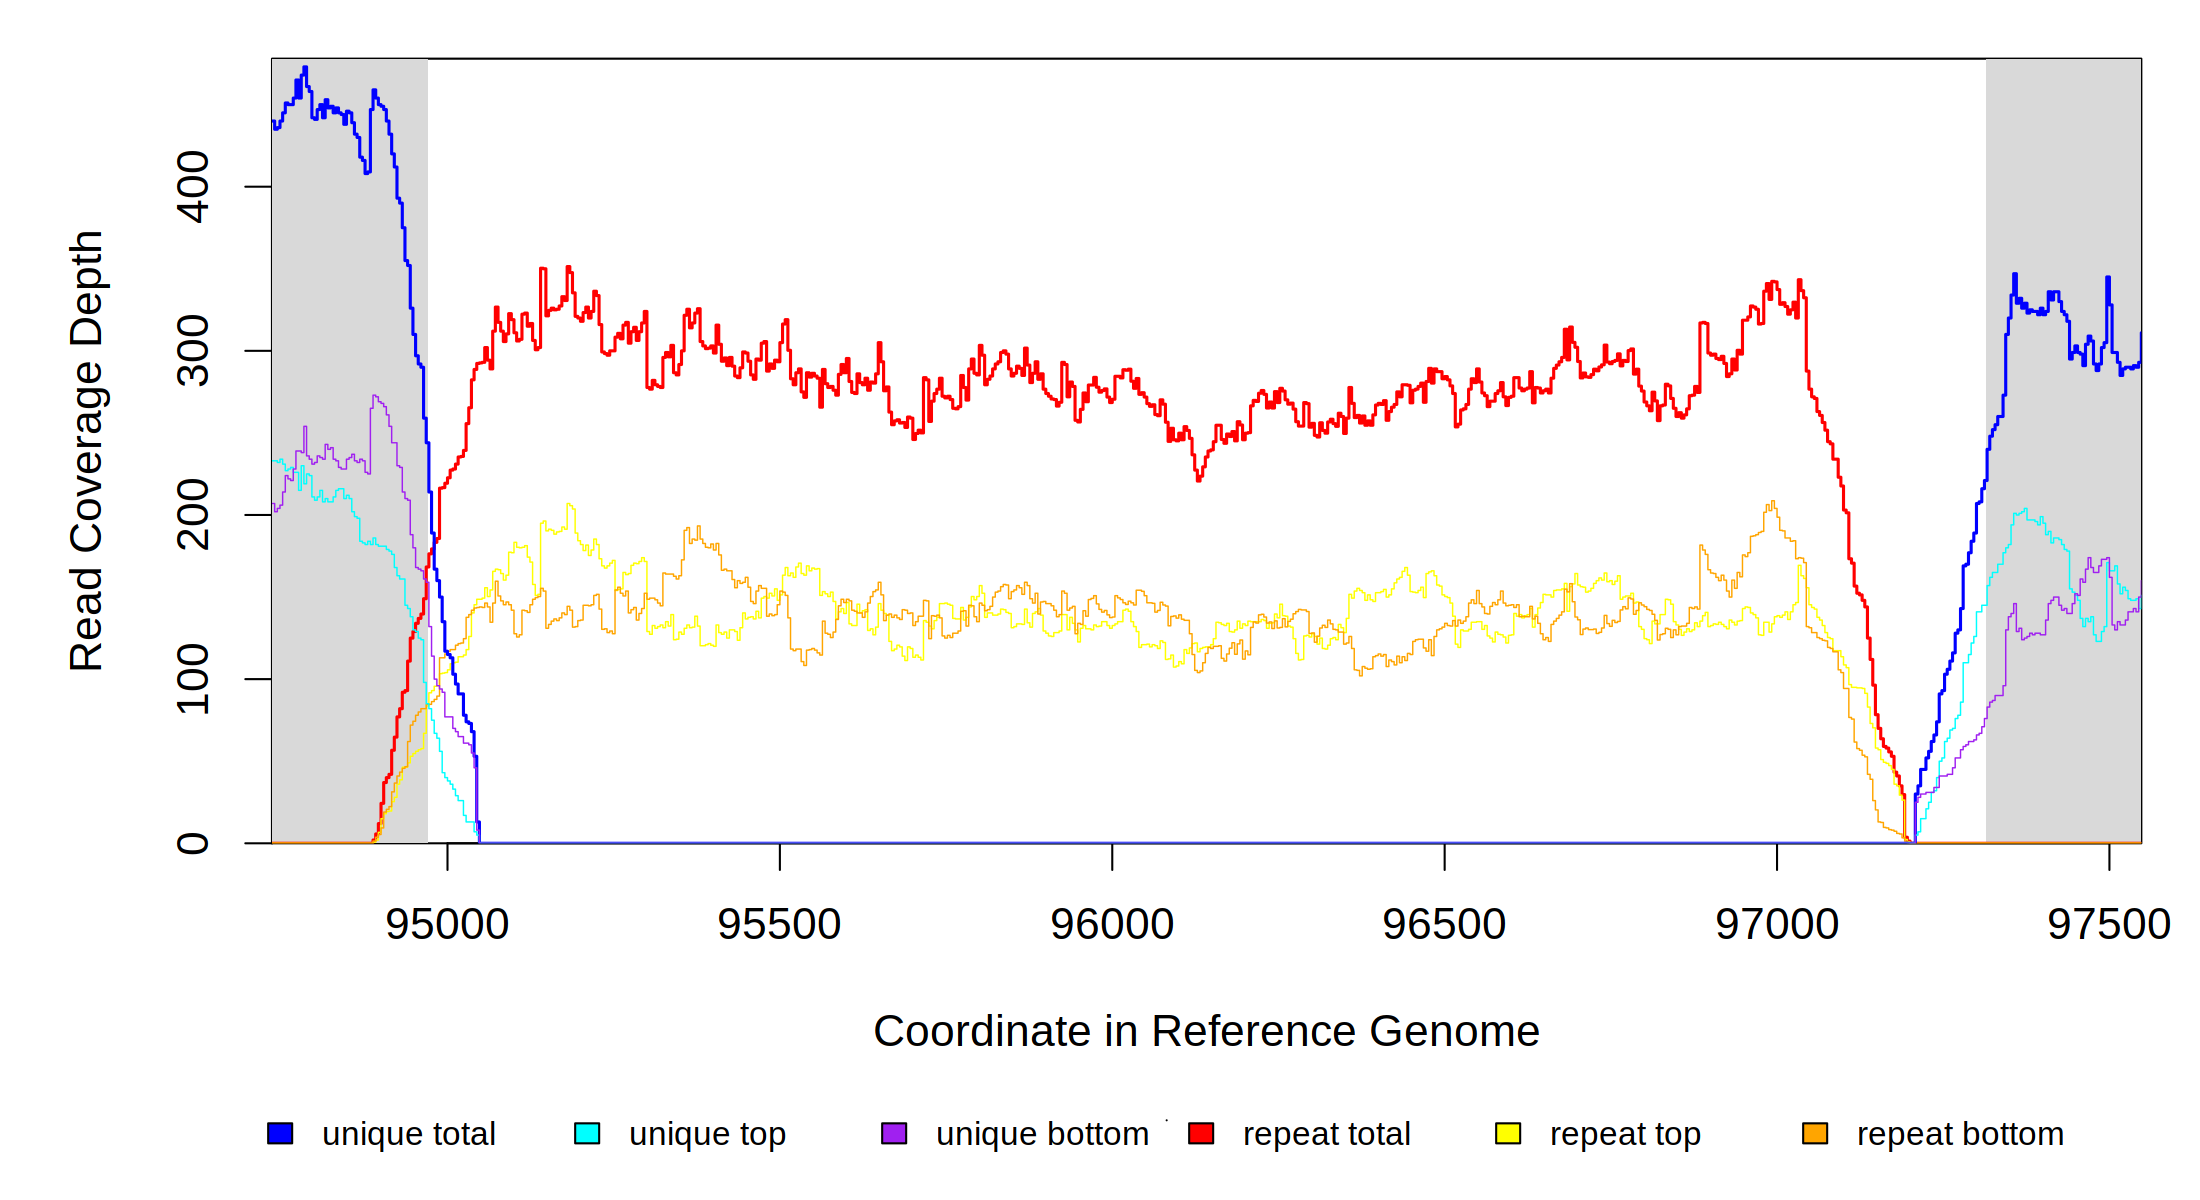 Read Coverage Depth
400
300
200
100
0
95000 95500 96000 96500 97000 97500
Coordinate in Reference Genome
unique total unique top unique bottom repeat total repeat top repeat bottom